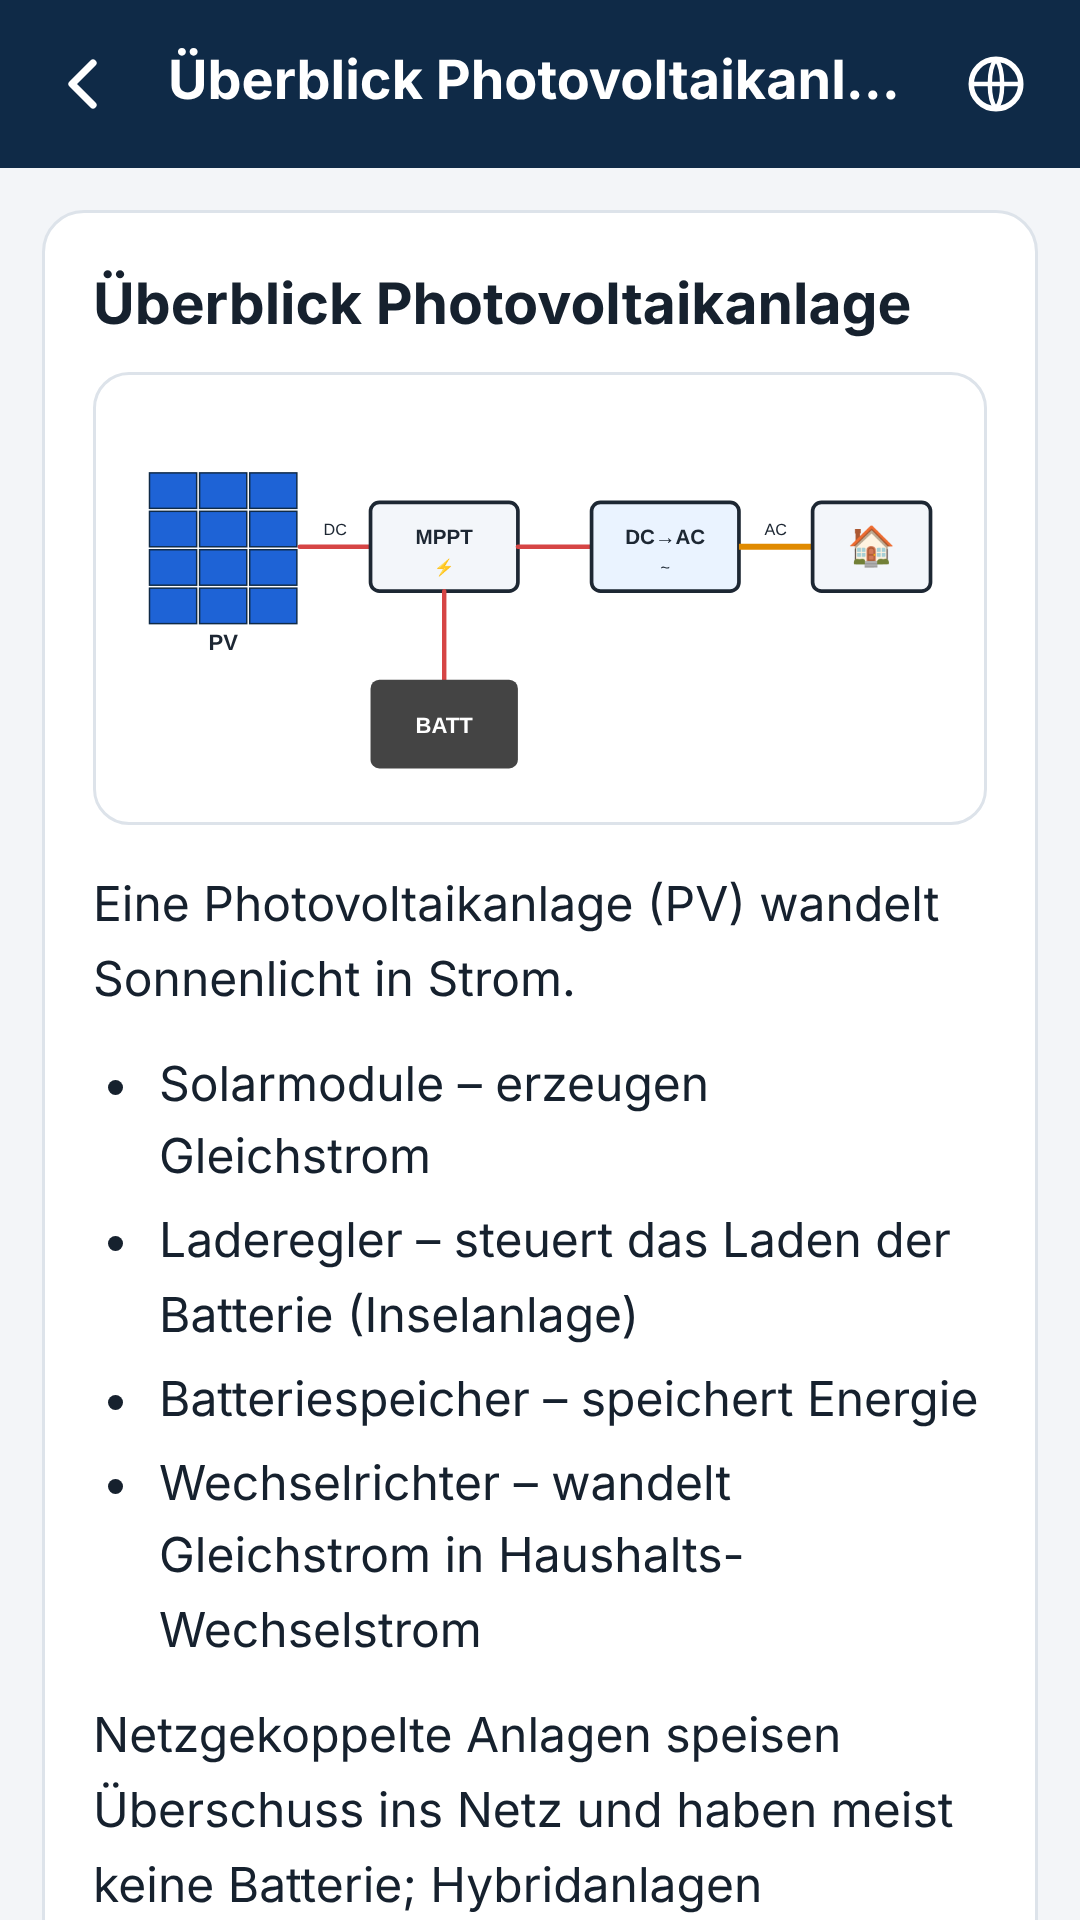 Überblick Photovoltaikanl...
Überblick Photovoltaikanlage
DC
MPPT
⚡
DC→AC
~
AC
PV
BATT
Eine Photovoltaikanlage (PV) wandelt
Sonnenlicht in Strom.
• Solarmodule – erzeugen
Gleichstrom
• Laderegler – steuert das Laden der
Batterie (Inselanlage)
• Batteriespeicher – speichert Energie
• Wechselrichter – wandelt
Gleichstrom in Haushalts-
Wechselstrom
Netzgekoppelte Anlagen speisen
Überschuss ins Netz und haben meist
keine Batterie; Hybridanlagen